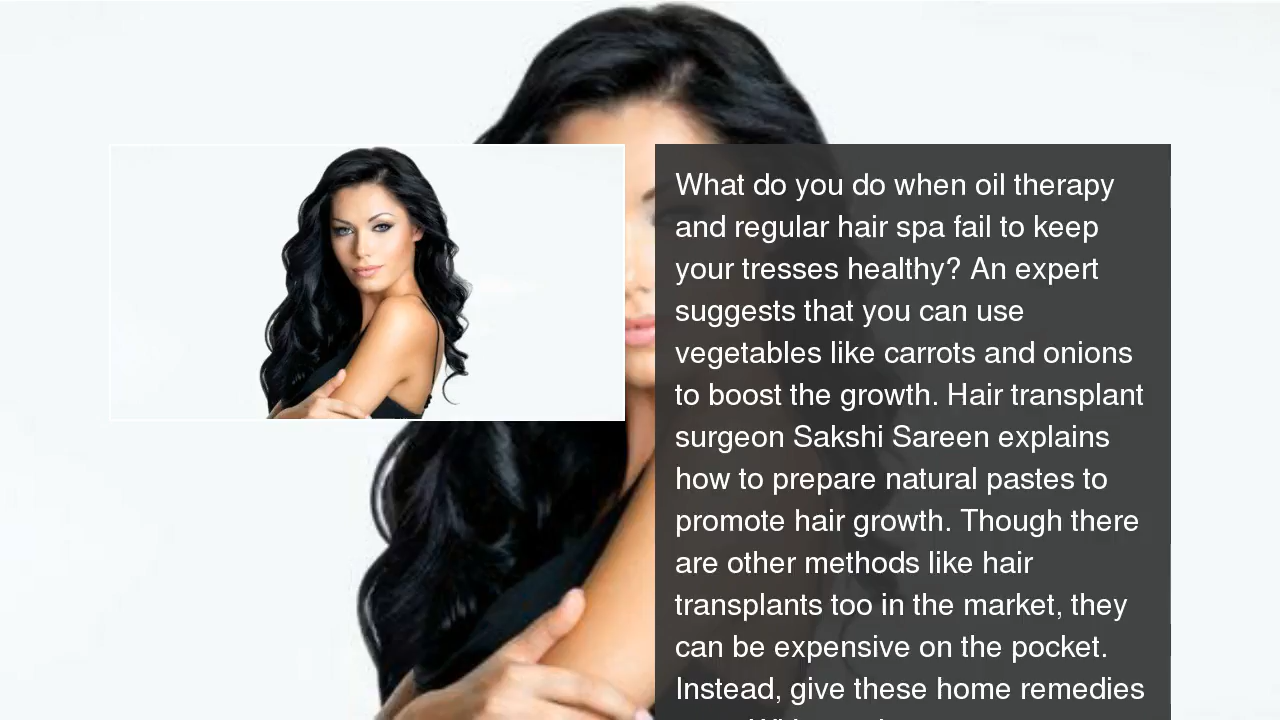 What do you do when oil therapy
and regular hair spa fail to keep
your tresses healthy? An expert
suggests that you can use
vegetables like carrots and onions
to boost the growth. Hair transplant
surgeon Sakshi Sareen explains
how to prepare natural pastes to
promote hair growth. Though there
are other methods like hair
transplants too in the market, they
can be expensive on the pocket.
Instead, give these home remedies